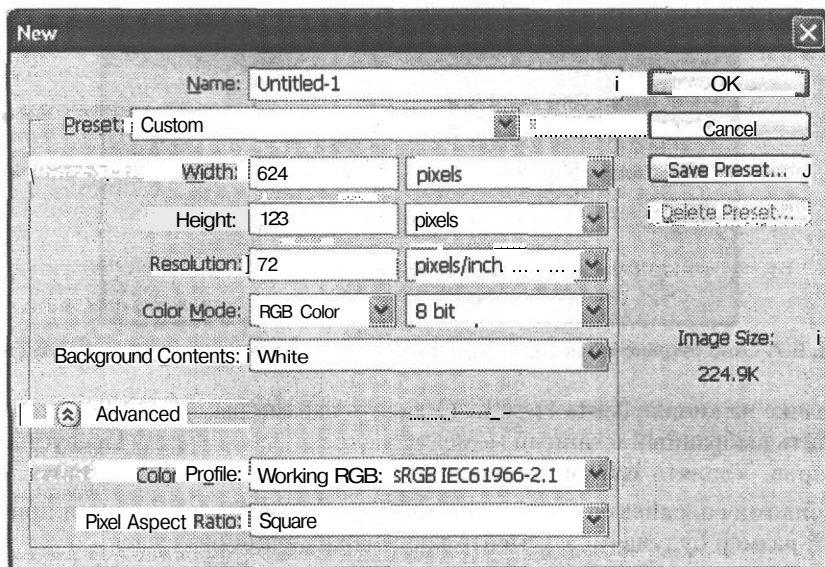 New
Name: Untitled-1
OK
Preset: Custom
Cancel
Width: 624 pixels
Save Preset...
Height: 123 pixels
Delete Preset...
Resolution: 72 pixels/inch
Color Mode: RGB Color 8 bit
Image Size:
224.9K
Background Contents: White
Advanced
Color Profile: Working RGB: sRGB IEC61966-2.1
Pixel Aspect Ratio: Square